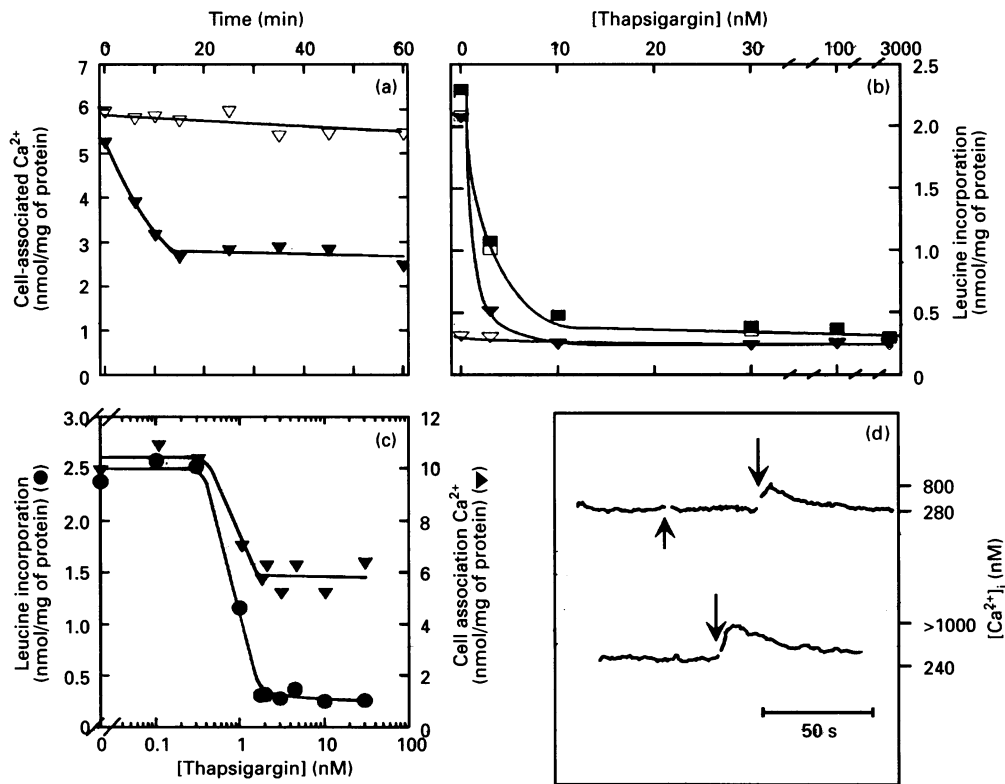 Time (min)
0 20 40 60
(a)
Cell-associated Ca2+
(nmol/mg of protein)
7
6
5
4
3
2
1
0
[Thapsigargin] (nM)
0 10 20 30 100 3000
(b)
2.5
2.0
1.5
1.0
0.5
0
Leucine incorporation
(nmol/mg of protein)
(c)
Leucine incorporation
(nmol/mg of protein) (●)
3.0
2.5
2.0
1.5
1.0
0.5
0
12
10
8
6
4
2
0
Cell association Ca2+
(nmol/mg of protein) (▼)
0 0.1 1 10 100
[Thapsigargin] (nM)
(d)
800
280
>1000
240
[Ca2+]i (nM)
50 s